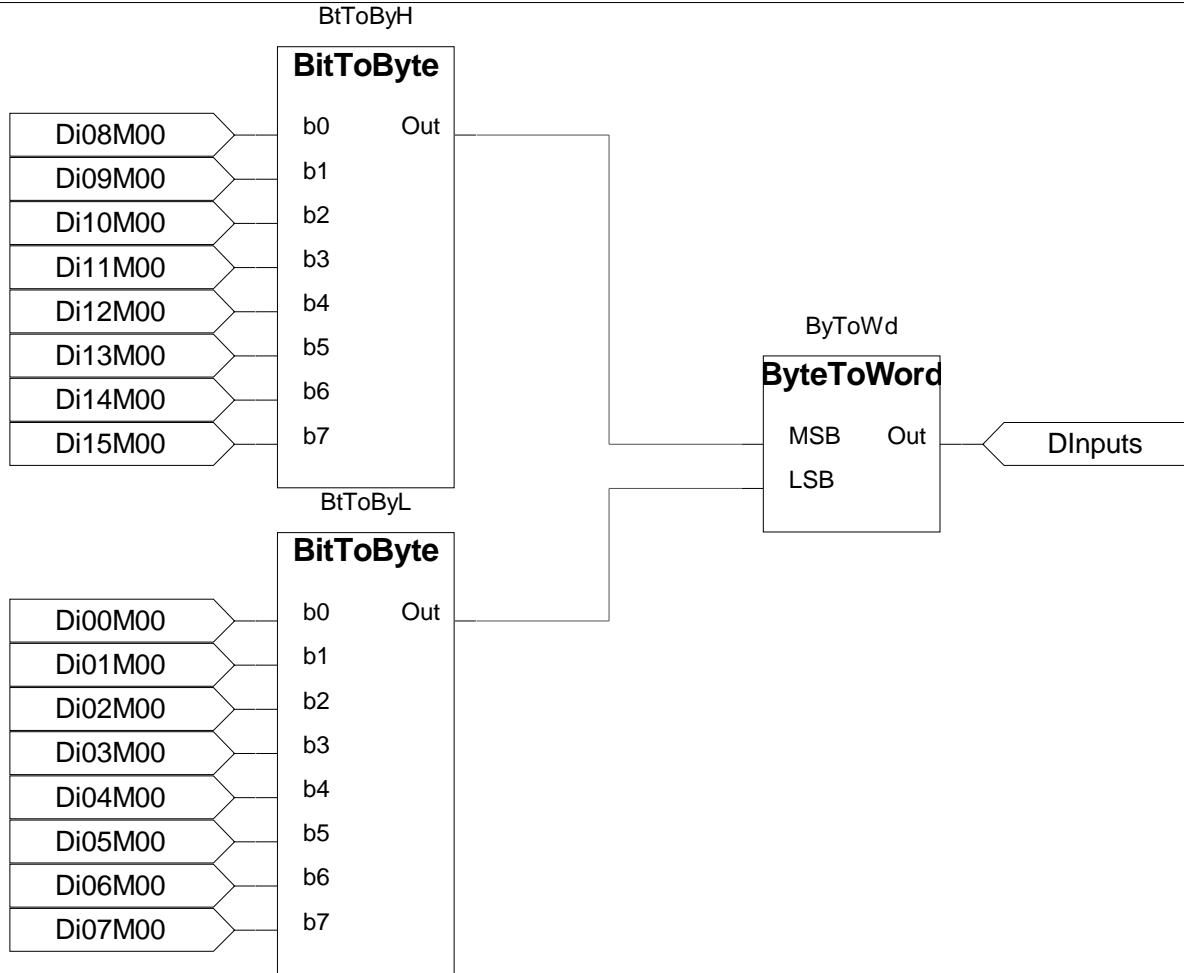 BtToByH
BitToByte
Di08M00 b0 Out
Di09M00 b1
Di10M00 b2
Di11M00 b3
Di12M00 b4
Di13M00 b5
Di14M00 b6
Di15M00 b7
ByToWd
ByteToWord
MSB Out DInputs
LSB
BtToByL
BitToByte
Di00M00 b0 Out
Di01M00 b1
Di02M00 b2
Di03M00 b3
Di04M00 b4
Di05M00 b5
Di06M00 b6
Di07M00 b7